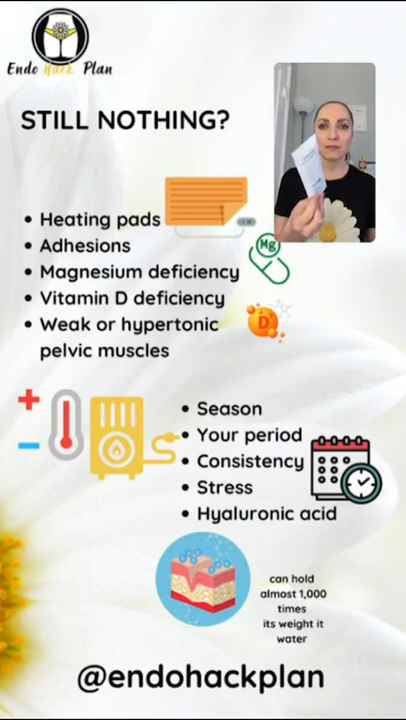 Endo Hack Plan
STILL NOTHING?
• Heating pads
• Adhesions
• Magnesium deficiency
• Vitamin D deficiency
• Weak or hypertonic
pelvic muscles
Mg
D
• Season
• Your period
• Consistency
• Stress
• Hyaluronic acid
can hold
almost 1,000
times
its weight it
water
@endohackplan